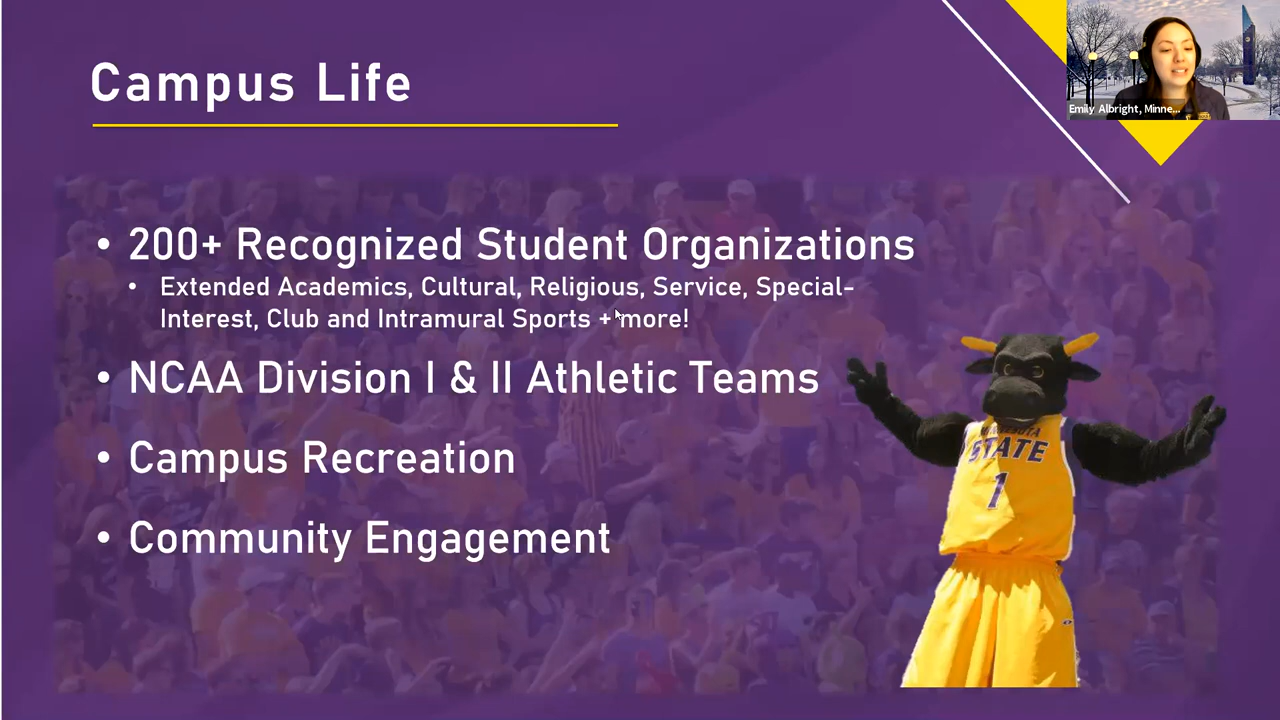 Campus Life
Emily Albright, Minne...
• 200+ Recognized Student Organizations
• Extended Academics, Cultural, Religious, Service, Special-
Interest, Club and Intramural Sports + more!
• NCAA Division I & II Athletic Teams
• Campus Recreation
• Community Engagement
MINNESOTA
STATE
1